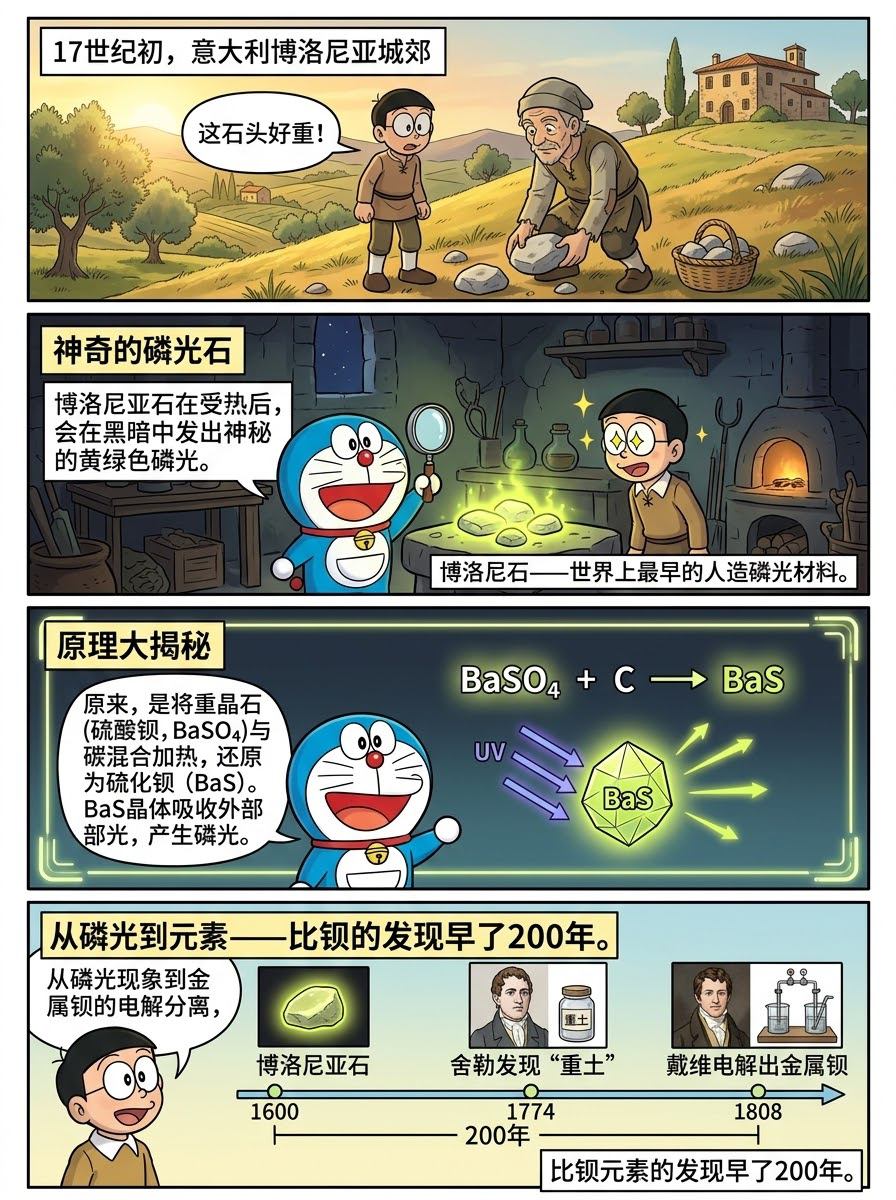 17世纪初，意大利博洛尼亚城郊
这石头好重！
神奇的磷光石
博洛尼亚石在受热后，
会在黑暗中发出神秘
的黄绿色磷光。
博洛尼石——世界上最早的人造磷光材料。
原理大揭秘
原来，是将重晶石
(硫酸钡，BaSO₄)与
碳混合加热，还原
为硫化钡（BaS）。
BaS晶体吸收外部
部光，产生磷光。
BaSO₄ + C → BaS
UV
BaS
从磷光到元素——比钡的发现早了200年。
从磷光现象到金
属钡的电解分离，
重土
博洛尼亚石
舍勒发现“重土”
戴维电解出金属钡
1600
1774
1808
200年
比钡元素的发现早了200年。